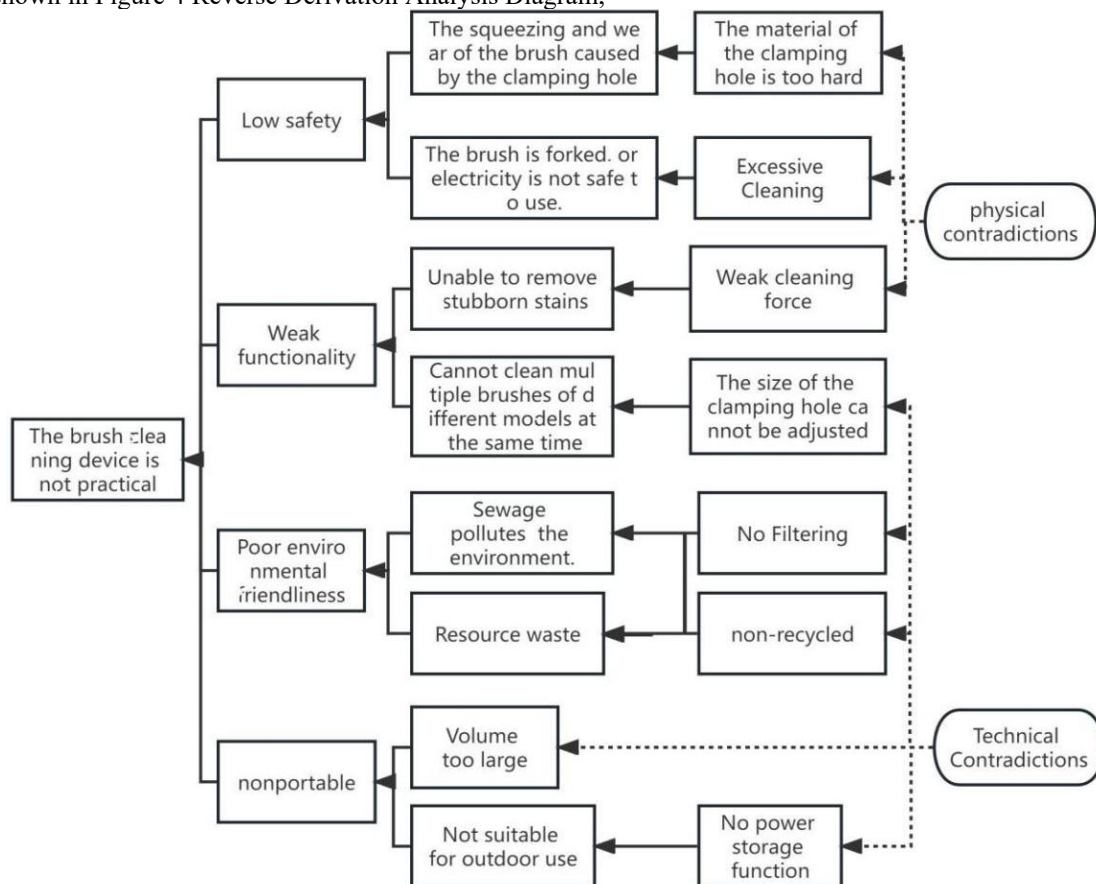 shown in Figure 4 Reverse Derivation Analysis Diagram,
The squeezing and we
ar of the brush caused
by the clamping hole
The material of
the clamping
hole is too hard
Low safety
The brush is forked. or
electricity is not safe t
o use.
Excessive
Cleaning
physical
contradictions
Unable to remove
stubborn stains
Weak cleaning
force
Weak
functionality
Cannot clean mul
tiple brushes of d
ifferent models at
the same time
The size of the
clamping hole ca
nnot be adjusted
The brush clea
ning device is
not practical
Sewage
pollutes the
environment.
No Filtering
Poor enviro
nmental
friendliness
Resource waste
non-recycled
Volume
too large
Technical
Contradictions
nonportable
Not suitable
for outdoor use
No power
storage
function